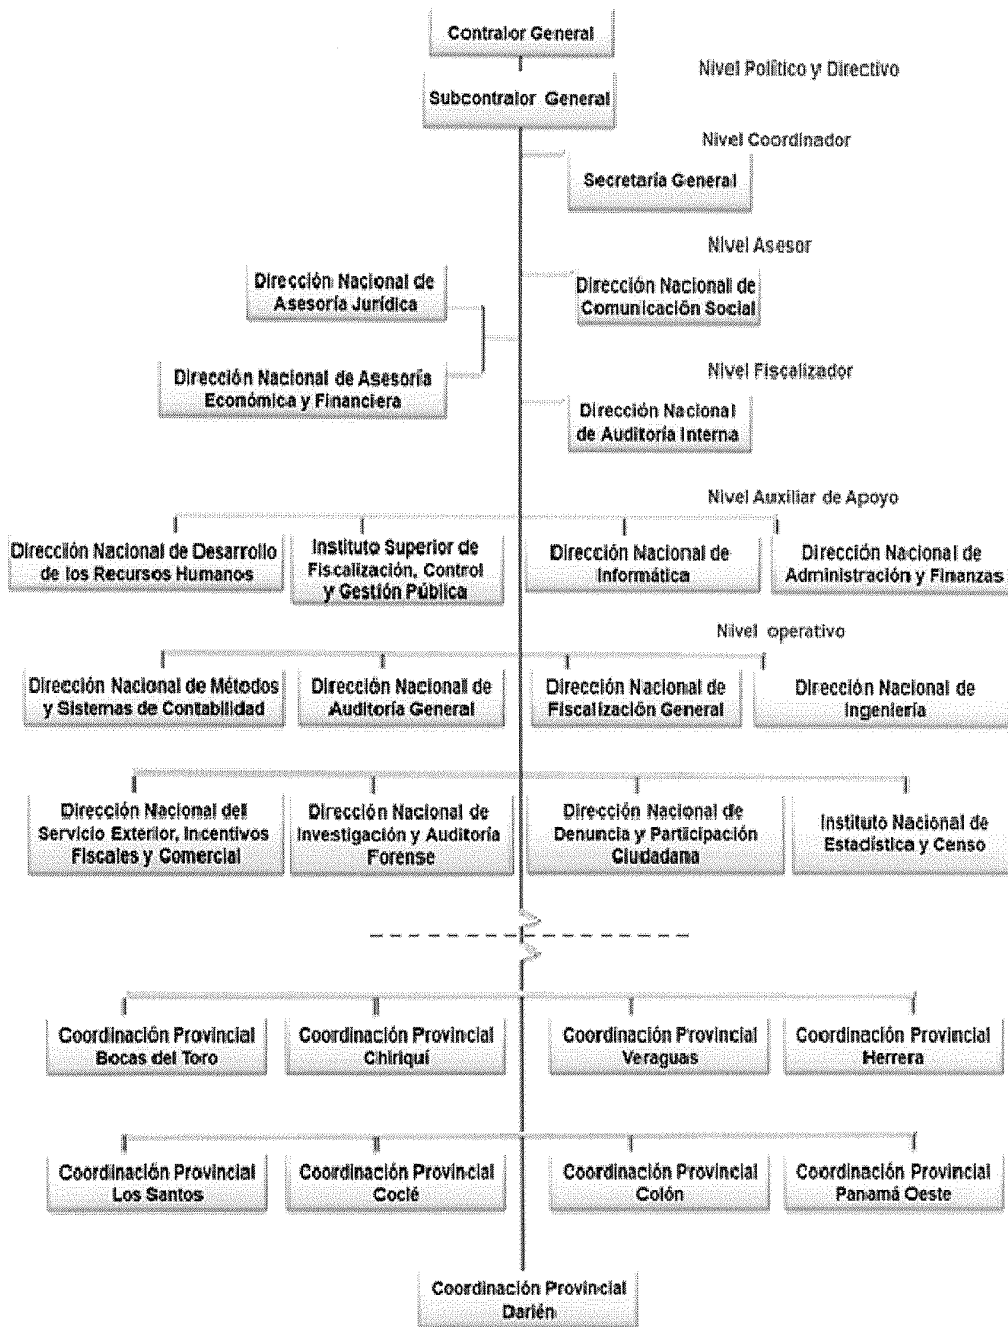 Contralor General
Nivel Político y Directivo
Subcontralor General
Nivel Coordinador
Secretaría General
Nivel Asesor
Dirección Nacional de
Asesoría Jurídica
Dirección Nacional de
Comunicación Social
Dirección Nacional de Asesoría
Económica y Financiera
Nivel Fiscalizador
Dirección Nacional
de Auditoría Interna
Nivel Auxiliar de Apoyo
Dirección Nacional de Desarrollo
de los Recursos Humanos
Instituto Superior de
Fiscalización, Control
y Gestión Pública
Dirección Nacional de
Informática
Dirección Nacional de
Administración y Finanzas
Nivel operativo
Dirección Nacional de Métodos
y Sistemas de Contabilidad
Dirección Nacional de
Auditoría General
Dirección Nacional de
Fiscalización General
Dirección Nacional de
Ingeniería
Dirección Nacional del
Servicio Exterior, Incentivos
Fiscales y Comercial
Dirección Nacional de
Investigación y Auditoría
Forense
Dirección Nacional de
Denuncia y Participación
Ciudadana
Instituto Nacional de
Estadística y Censo
Coordinación Provincial
Bocas del Toro
Coordinación Provincial
Chiriquí
Coordinación Provincial
Veraguas
Coordinación Provincial
Herrera
Coordinación Provincial
Los Santos
Coordinación Provincial
Coclé
Coordinación Provincial
Colón
Coordinación Provincial
Panamá Oeste
Coordinación Provincial
Darién